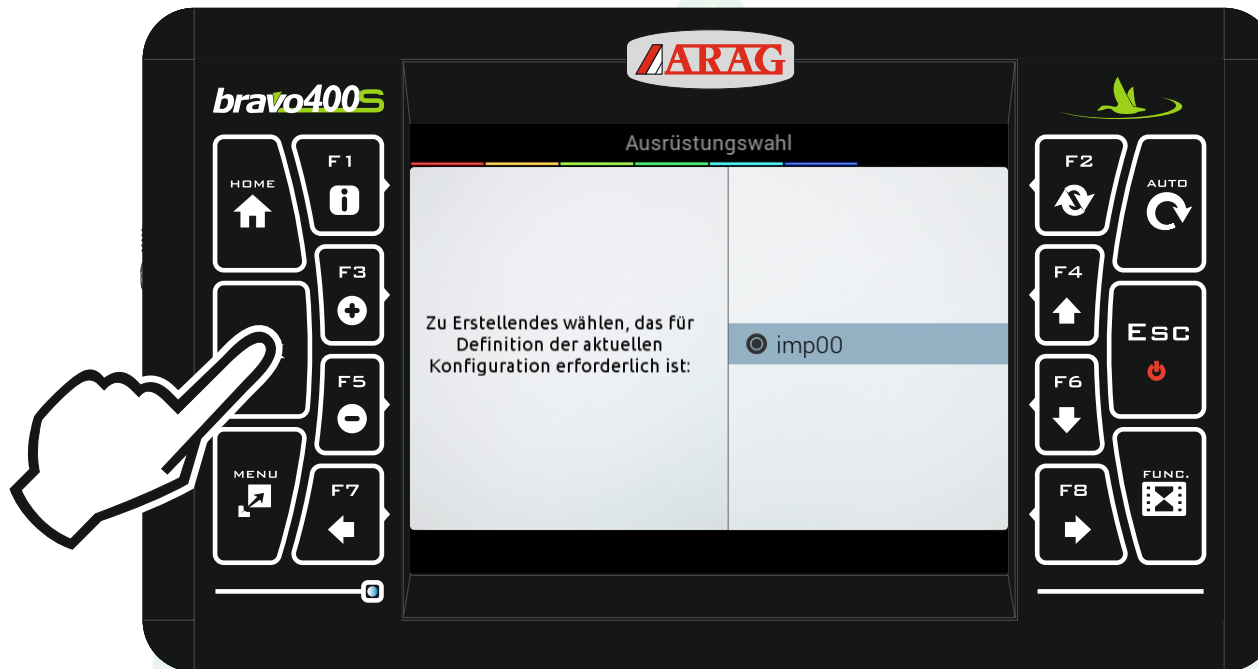 ARAG
bravo400S
Ausrüstungswahl
HOME
F1
F3
F5
MENU
F7
Zu Erstellendes wählen, das für
Definition der aktuellen
Konfiguration erforderlich ist:
imp00
F2
AUTO
F4
ESC
F6
F8
FUNC.